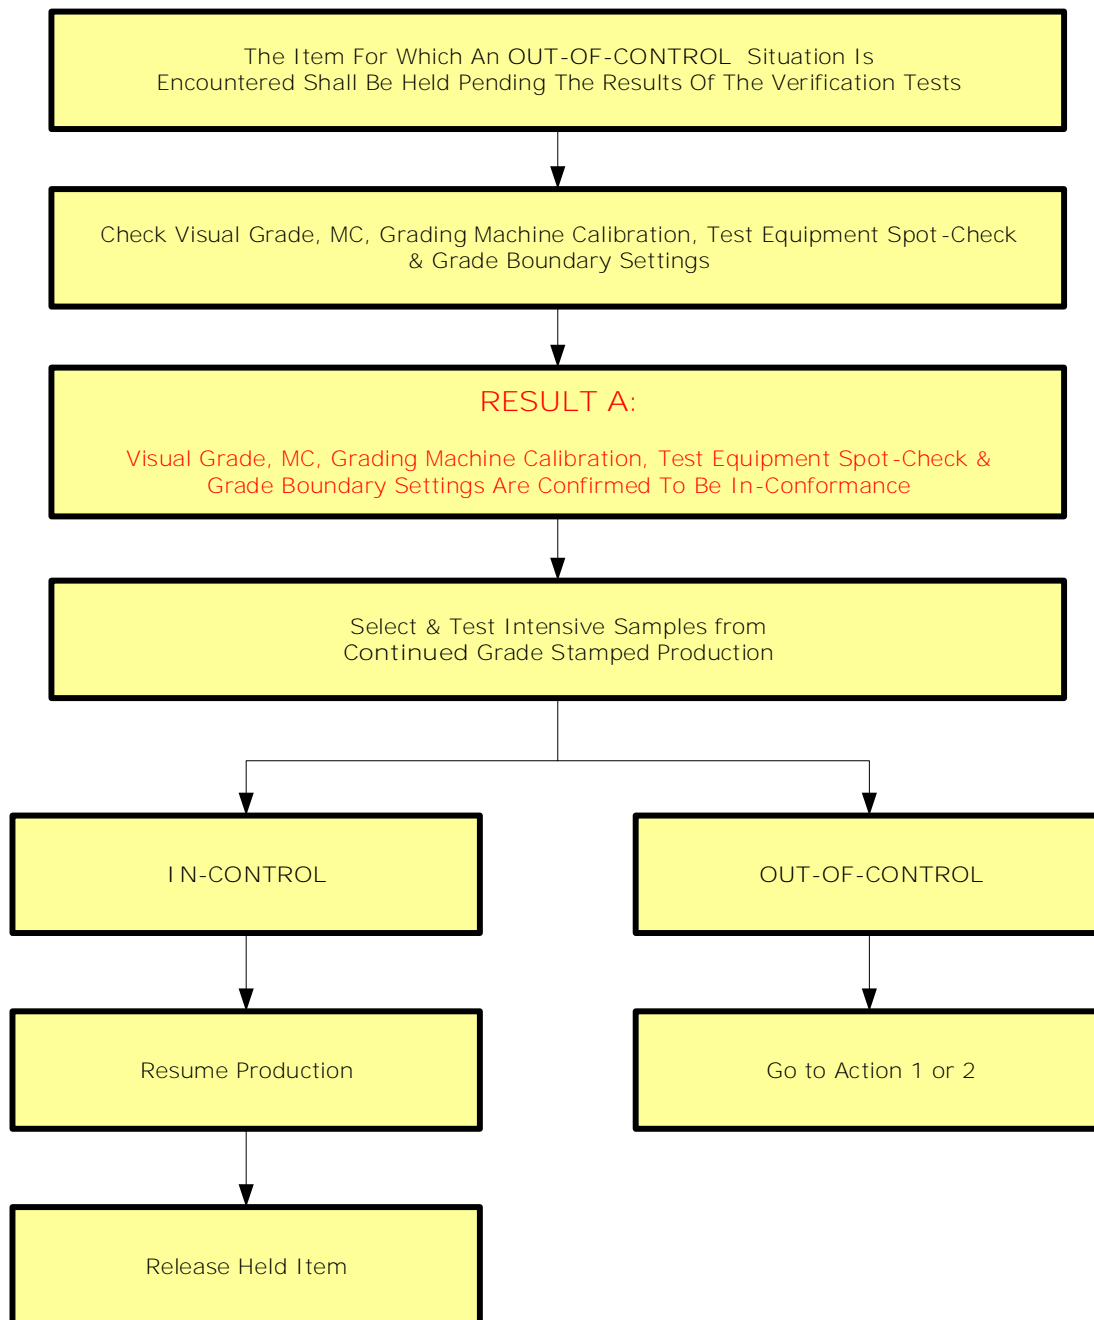 The Item For Which An OUT-OF-CONTROL Situation Is
Encountered Shall Be Held Pending The Results Of The Verification Tests
Check Visual Grade, MC, Grading Machine Calibration, Test Equipment Spot-Check
& Grade Boundary Settings
RESULT A:
Visual Grade, MC, Grading Machine Calibration, Test Equipment Spot-Check &
Grade Boundary Settings Are Confirmed To Be In-Conformance
Select & Test Intensive Samples from
Continued Grade Stamped Production
IN-CONTROL
OUT-OF-CONTROL
Resume Production
Go to Action 1 or 2
Release Held Item